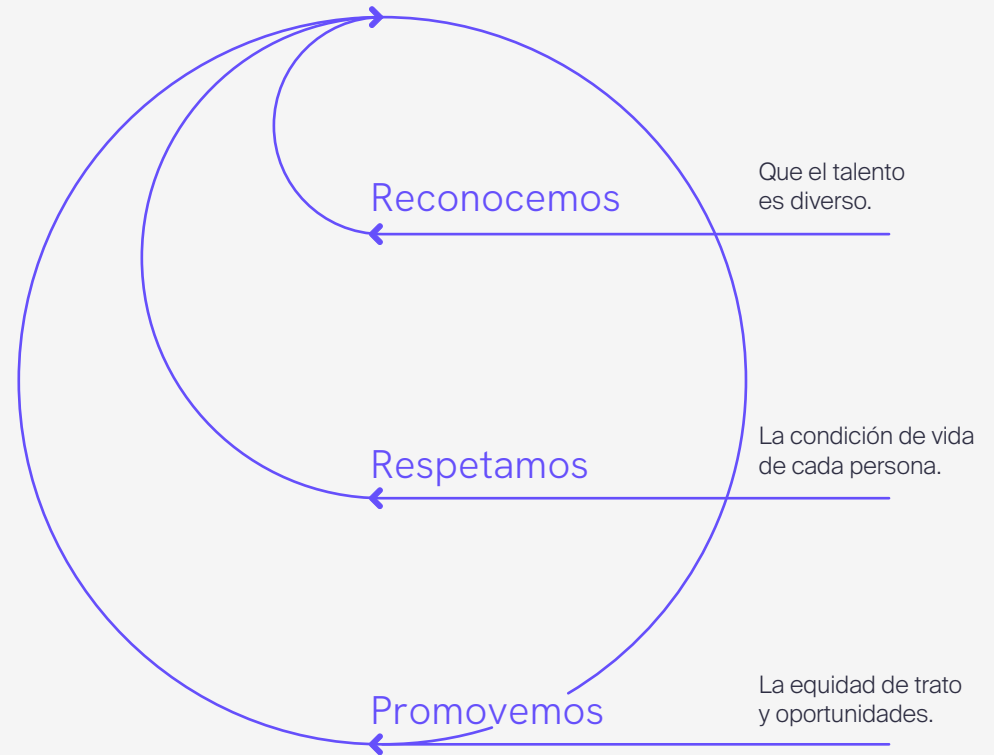 Reconocemos
Que el talento
es diverso.
Respetamos
La condición de vida
de cada persona.
Promovemos
La equidad de trato
y oportunidades.